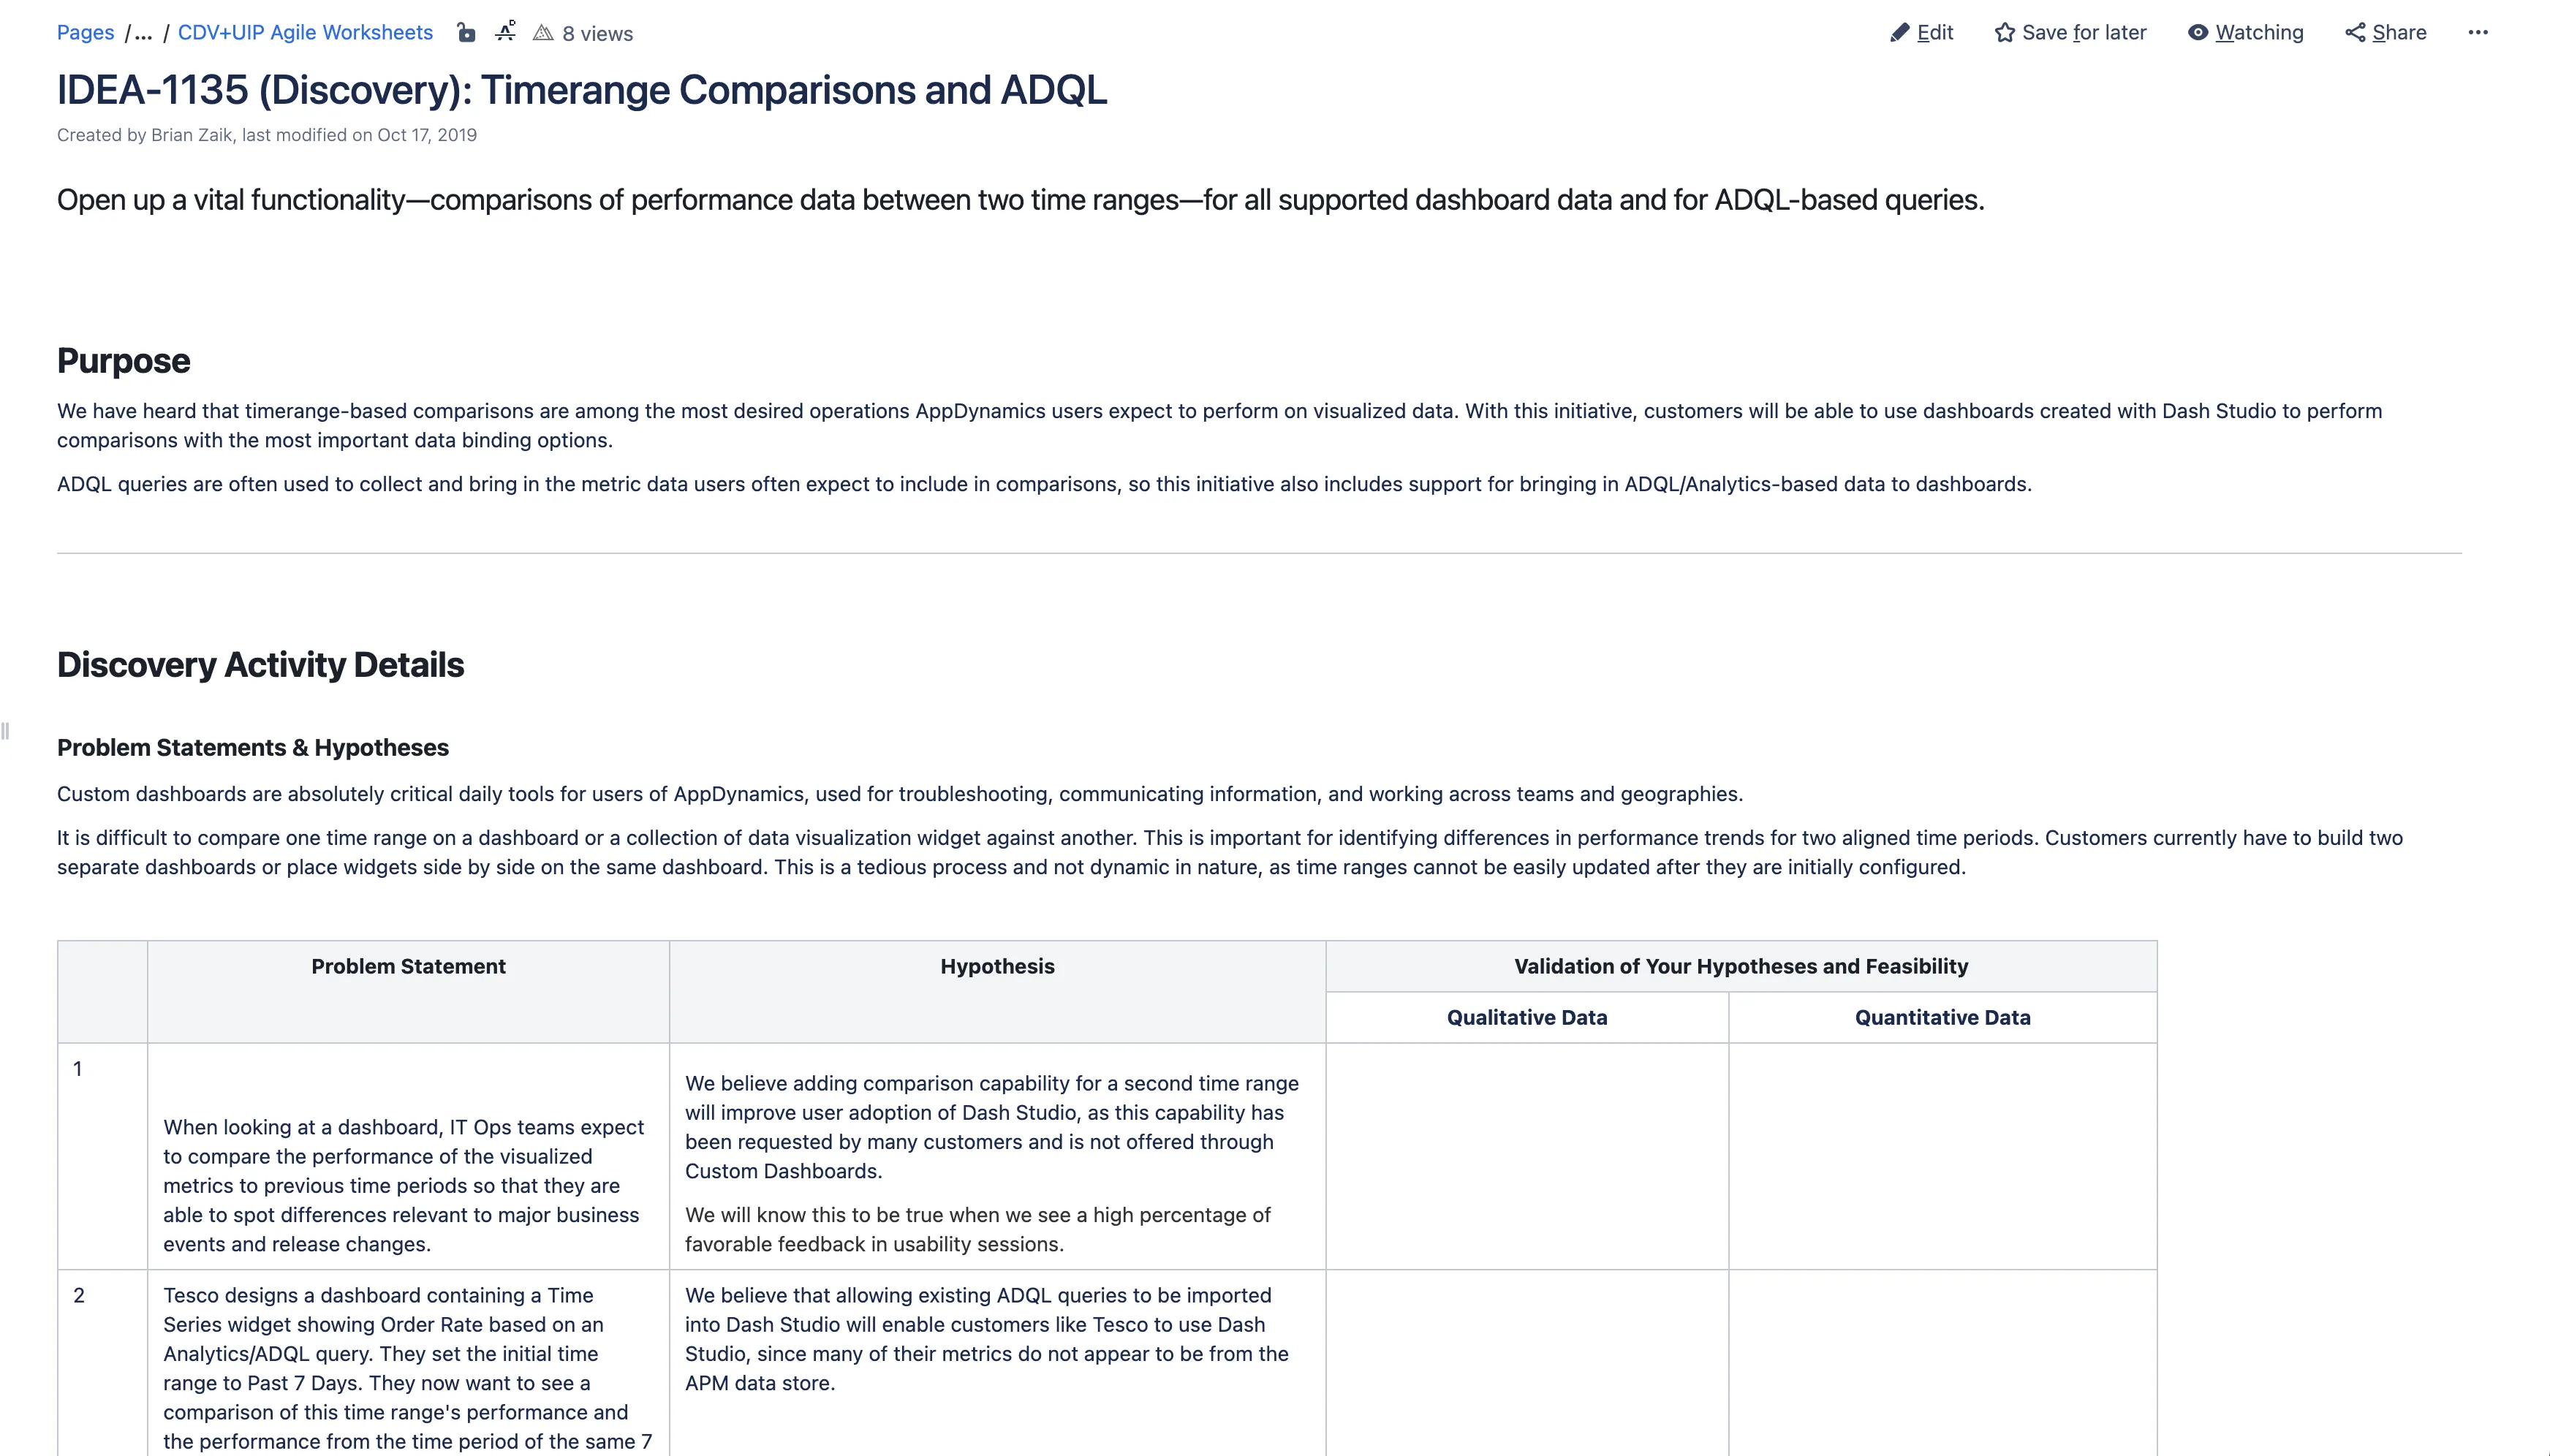 Pages / ... / CDV+UIP Agile Worksheets 8 views Edit Save for later Watching Share
IDEA-1135 (Discovery): Timerange Comparisons and ADQL
Created by Brian Zaik, last modified on Oct 17, 2019
Open up a vital functionality—comparisons of performance data between two time ranges—for all supported dashboard data and for ADQL-based queries.
Purpose
We have heard that timerange-based comparisons are among the most desired operations AppDynamics users expect to perform on visualized data. With this initiative, customers will be able to use dashboards created with Dash Studio to perform
comparisons with the most important data binding options.
ADQL queries are often used to collect and bring in the metric data users often expect to include in comparisons, so this initiative also includes support for bringing in ADQL/Analytics-based data to dashboards.
Discovery Activity Details
Problem Statements & Hypotheses
Custom dashboards are absolutely critical daily tools for users of AppDynamics, used for troubleshooting, communicating information, and working across teams and geographies.
It is difficult to compare one time range on a dashboard or a collection of data visualization widget against another. This is important for identifying differences in performance trends for two aligned time periods. Customers currently have to build two
separate dashboards or place widgets side by side on the same dashboard. This is a tedious process and not dynamic in nature, as time ranges cannot be easily updated after they are initially configured.
Problem Statement
Hypothesis
Validation of Your Hypotheses and Feasibility
Qualitative Data
Quantitative Data
1
When looking at a dashboard, IT Ops teams expect
to compare the performance of the visualized
metrics to previous time periods so that they are
able to spot differences relevant to major business
events and release changes.
We believe adding comparison capability for a second time range
will improve user adoption of Dash Studio, as this capability has
been requested by many customers and is not offered through
Custom Dashboards.
We will know this to be true when we see a high percentage of
favorable feedback in usability sessions.
2
Tesco designs a dashboard containing a Time
Series widget showing Order Rate based on an
Analytics/ADQL query. They set the initial time
range to Past 7 Days. They now want to see a
comparison of this time range's performance and
the performance from the time period of the same 7
We believe that allowing existing ADQL queries to be imported
into Dash Studio will enable customers like Tesco to use Dash
Studio, since many of their metrics do not appear to be from the
APM data store.